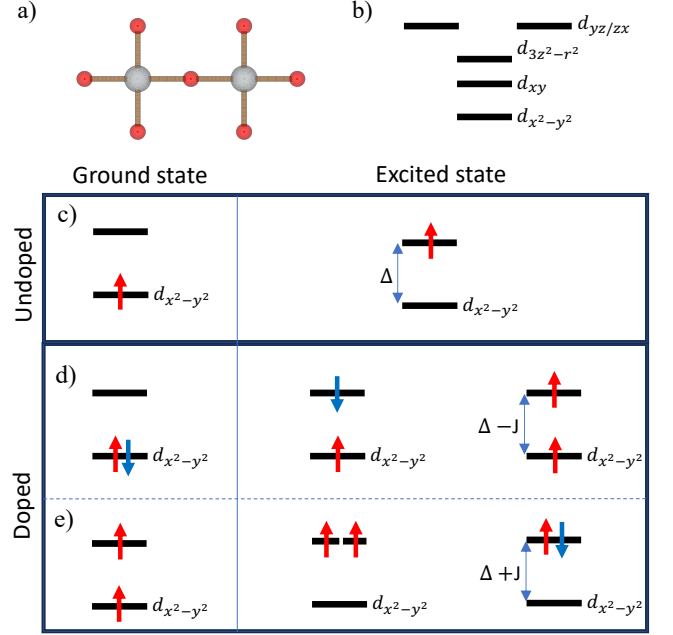 a)
b)
d_{yz/zx}
d_{3z^2-r^2}
d_{xy}
d_{x^2-y^2}
Ground state
Excited state
Undoped
c)
d_{x^2-y^2}
Δ
d_{x^2-y^2}
Doped
d)
d_{x^2-y^2}
d_{x^2-y^2}
Δ −J
d_{x^2-y^2}
e)
d_{x^2-y^2}
d_{x^2-y^2}
Δ +J
d_{x^2-y^2}